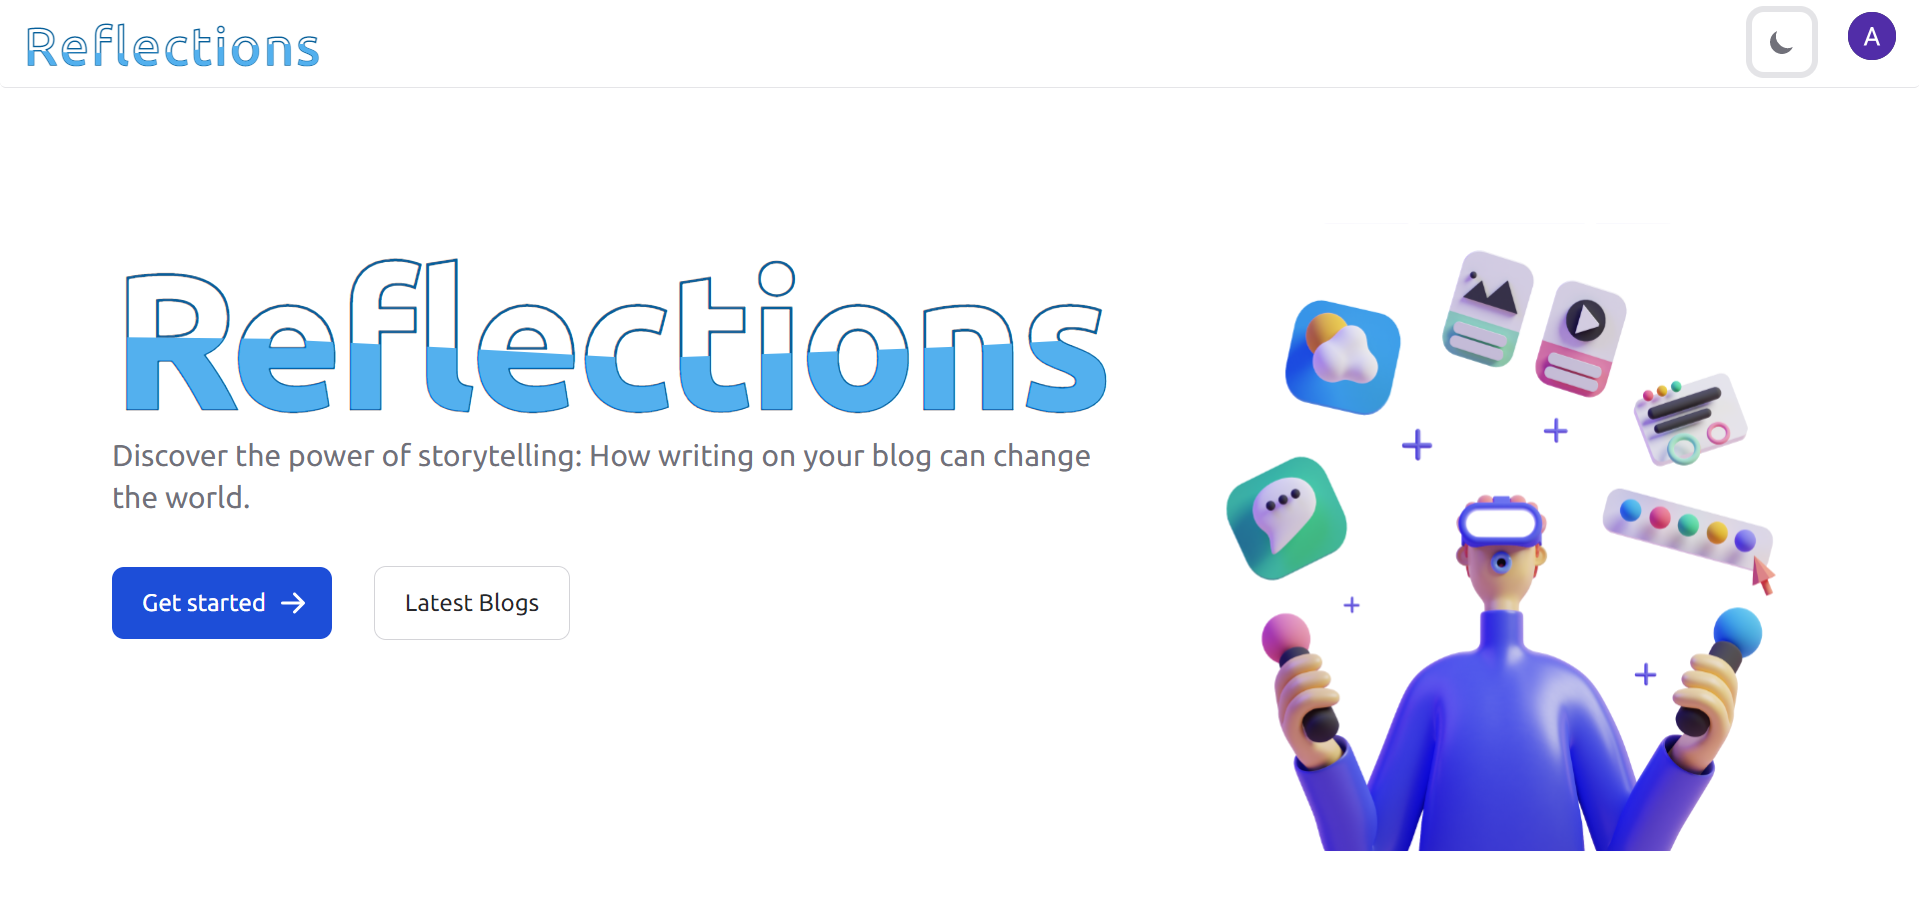 Reflections
A
Reflections
Discover the power of storytelling: How writing on your blog can change
the world.
Get started
Latest Blogs